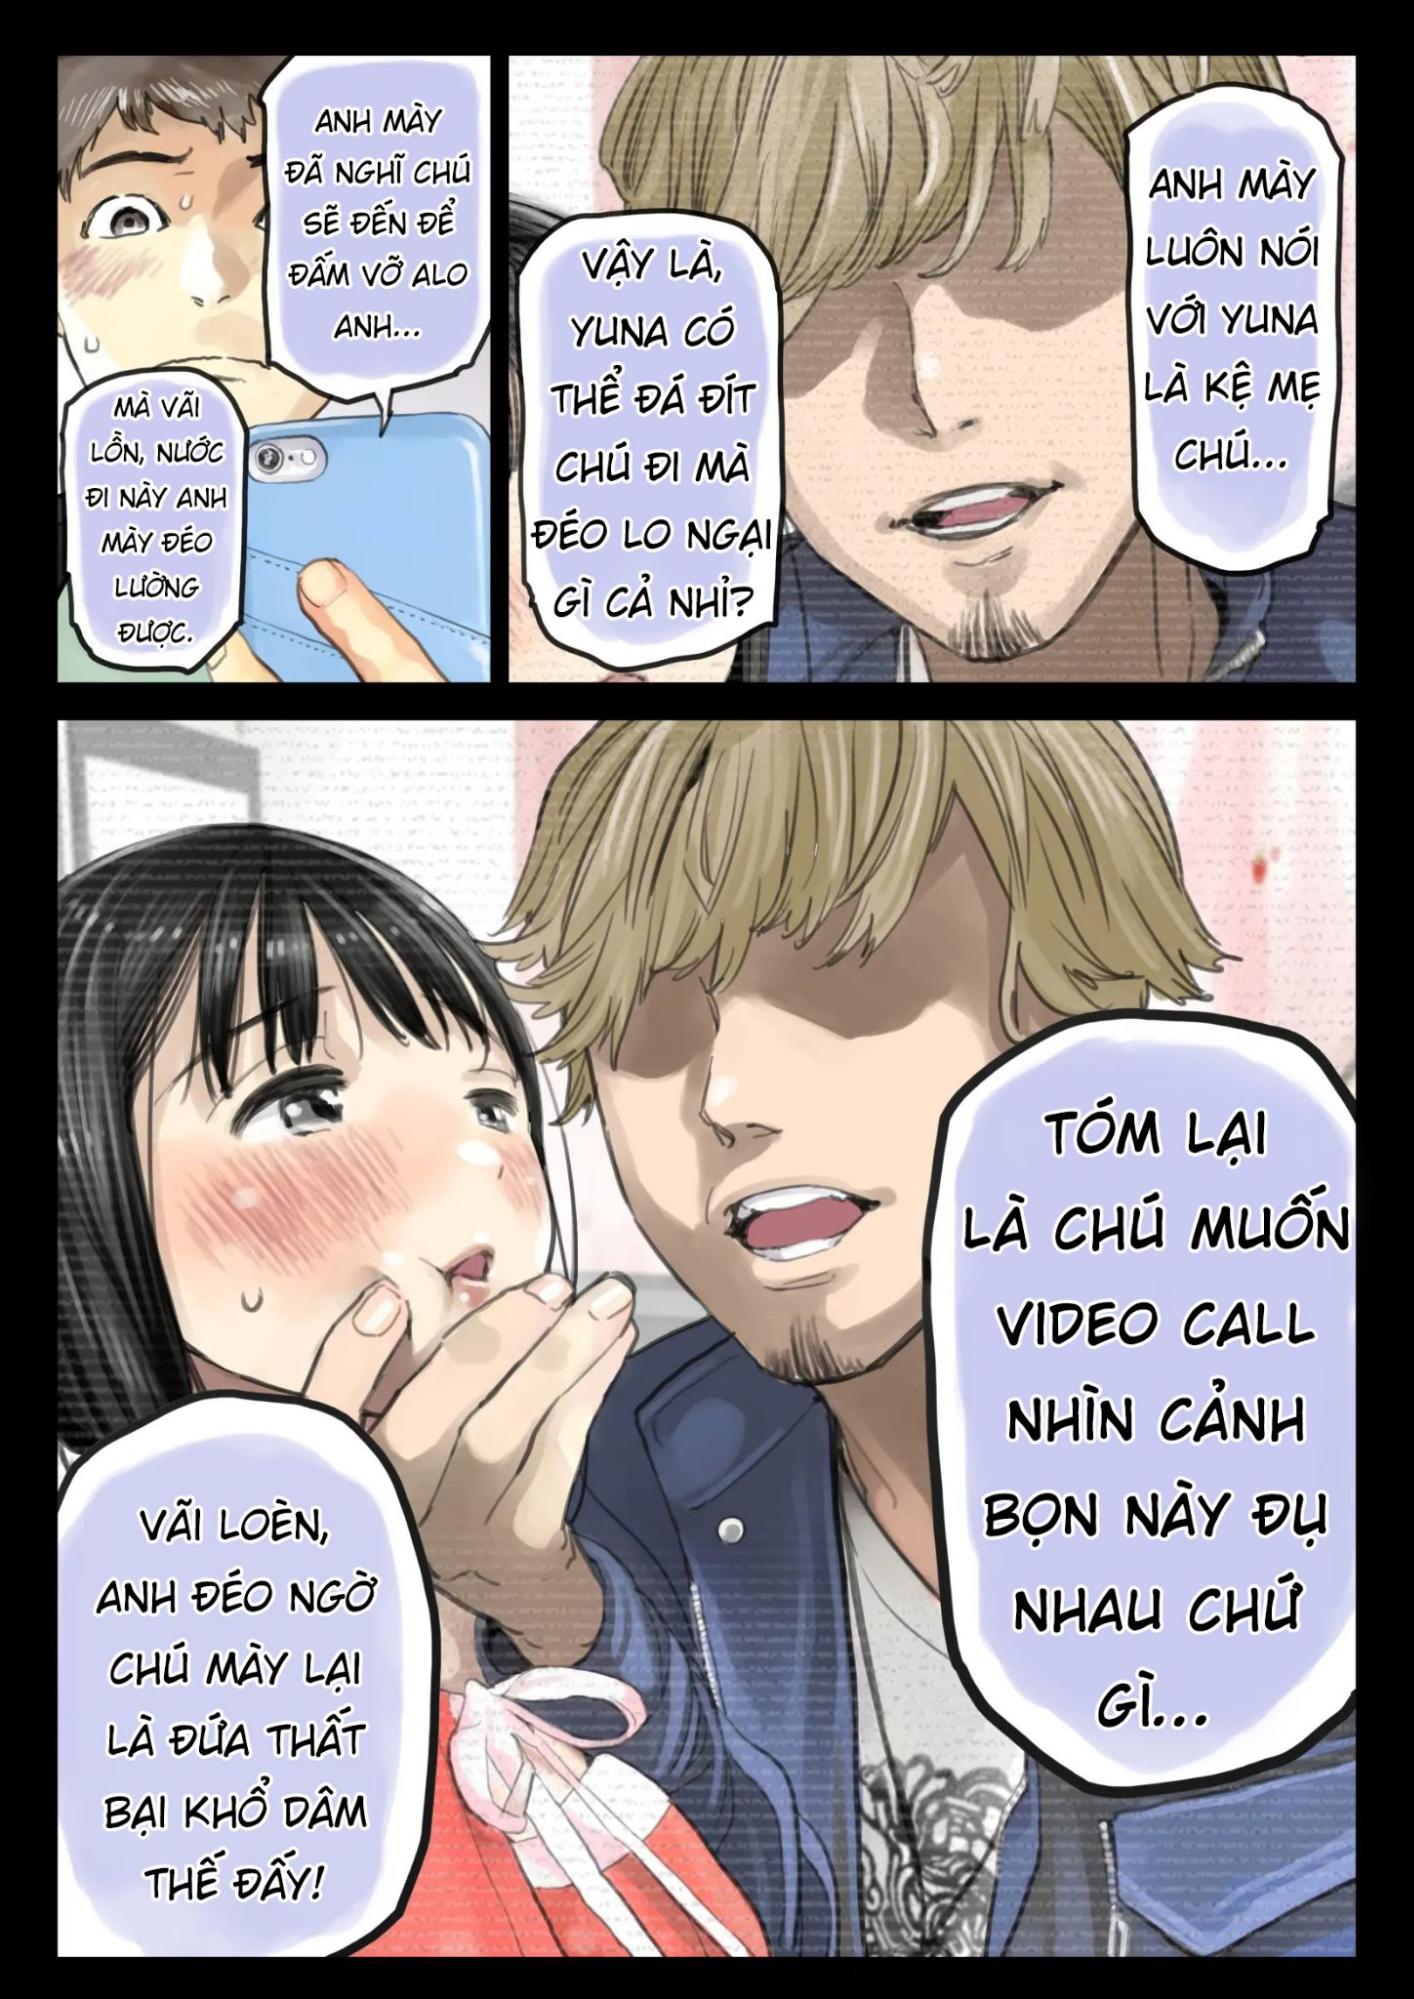 ANH MÀY
LUÔN NÓI
VỚI YUNA
LÀ KỆ MẸ
CHÚ...
VẬY LÀ,
YUNA CÓ
THỂ ĐÁ ĐÍT
CHÚ ĐI MÀ
ĐÉO LO NGẠI
GÌ CẢ NHỈ?
ANH MÀY
ĐÃ NGHĨ CHÚ
SẼ ĐẾN ĐỂ
ĐẤM VỠ ALO
ANH...
MÀ VÃI
LỒN, NƯỚC
ĐI NÀY ANH
MÀY ĐÉO
LƯỜNG
ĐƯỢC.
TÓM LẠI
LÀ CHÚ MUỐN
VIDEO CALL
NHÌN CẢNH
BỌN NÀY ĐỤ
NHAU CHỨ
GÌ...
VÃI LOÈN,
ANH ĐÉO NGỜ
CHÚ MÀY LẠI
LÀ ĐỨA THẤT
BẠI KHỔ DÂM
THẾ ĐẤY!